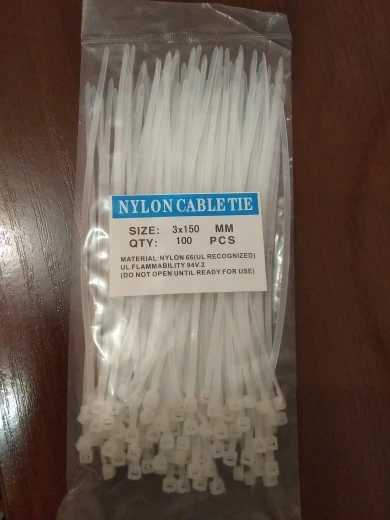 NYLON CABLE TIE
SIZE: 3x150 MM
QTY: 100 PCS
MATERIAL:NYLON 66(UL RECOGNIZED)
UL FLAMMABILITY 94V.2
(DO NOT OPEN UNTIL READY FOR USE)